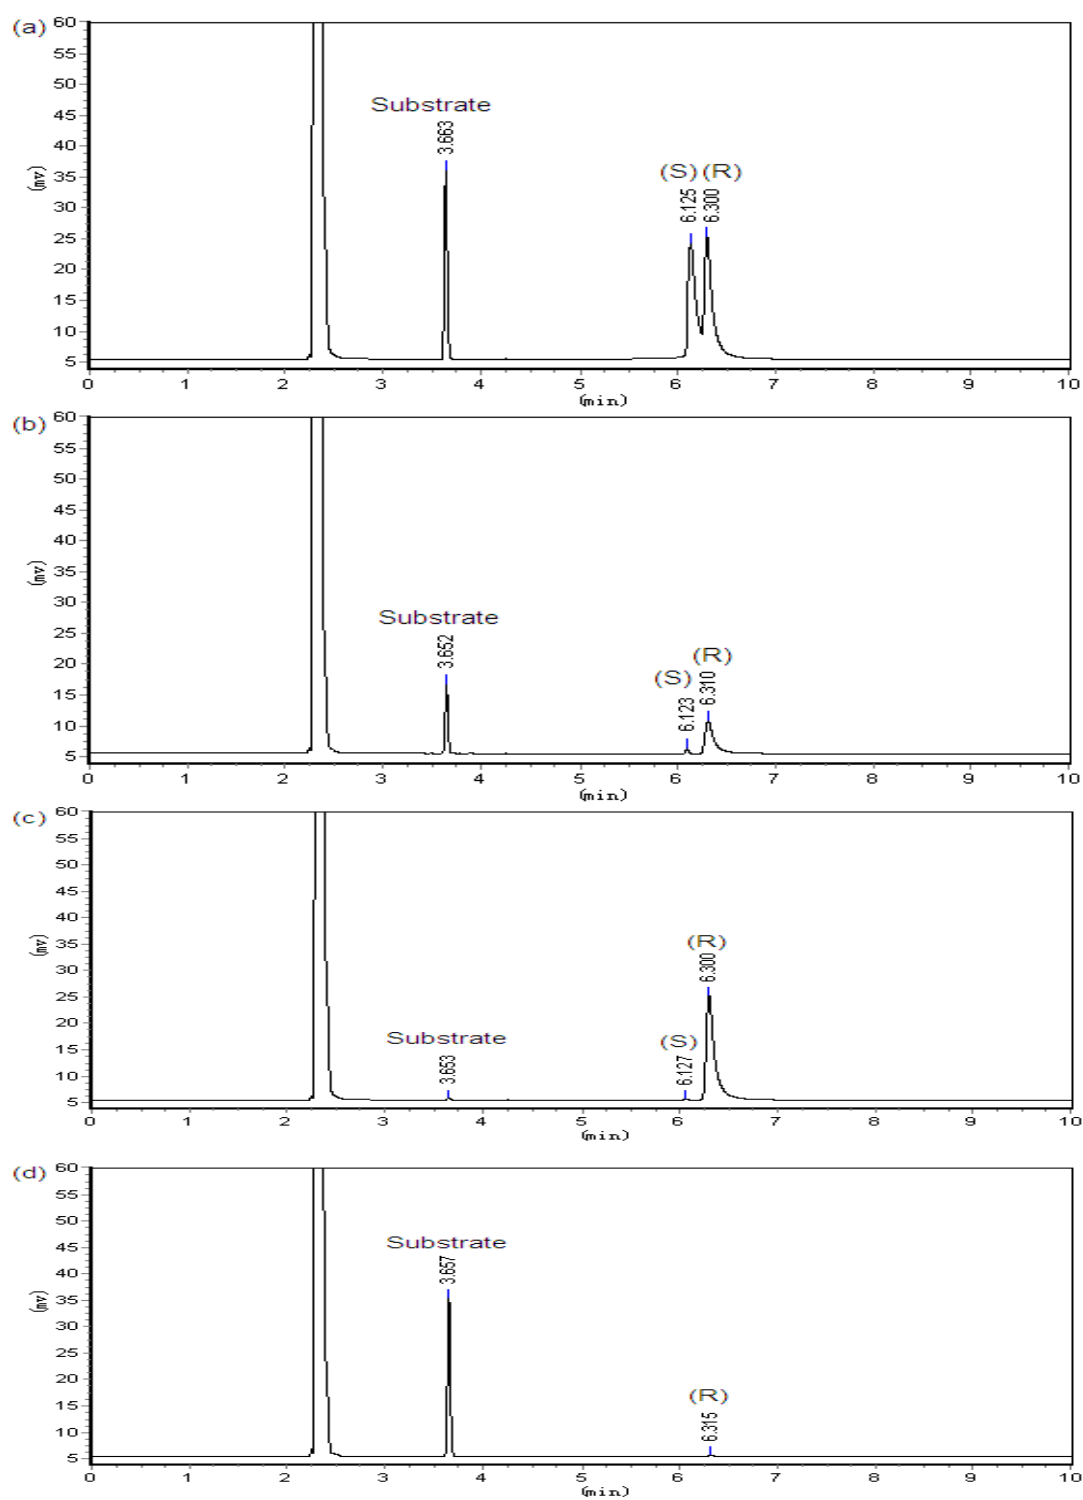 (a)
60
55
50
45
40
35
30
25
20
15
10
5
(mv)
Substrate
3.663
(S) (R)
6.125
6.300
0 1 2 3 4 5 6 7 8 9 10
(min)
(b)
60
55
50
45
40
35
30
25
20
15
10
5
(mv)
Substrate
3.652
(S)
6.123
(R)
6.310
0 1 2 3 4 5 6 7 8 9 10
(min)
(c)
60
55
50
45
40
35
30
25
20
15
10
5
(mv)
Substrate
3.653
(S)
6.127
(R)
6.300
0 1 2 3 4 5 6 7 8 9 10
(min)
(d)
60
55
50
45
40
35
30
25
20
15
10
5
(mv)
Substrate
3.657
(R)
6.315
0 1 2 3 4 5 6 7 8 9 10
(min)